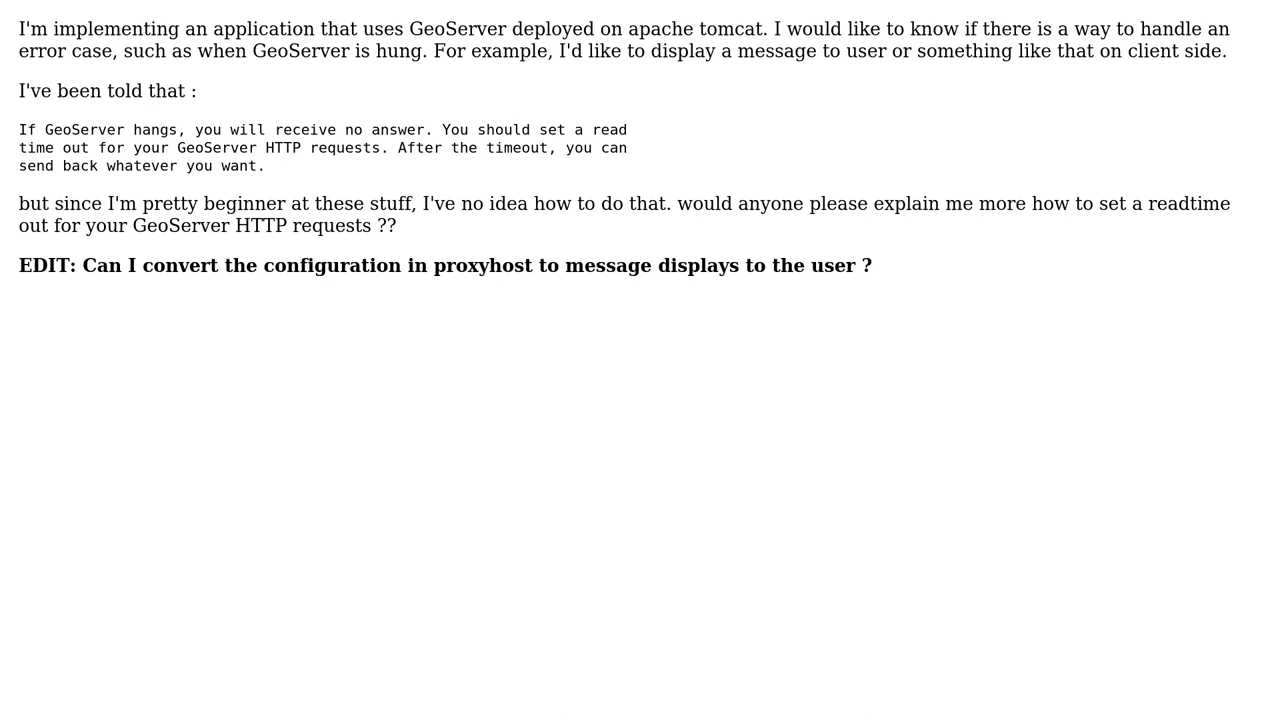 I'm implementing an application that uses GeoServer deployed on apache tomcat. I would like to know if there is a way to handle an
error case, such as when GeoServer is hung. For example, I'd like to display a message to user or something like that on client side.
I've been told that :
If GeoServer hangs, you will receive no answer. You should set a read
time out for your GeoServer HTTP requests. After the timeout, you can
send back whatever you want.
but since I'm pretty beginner at these stuff, I've no idea how to do that. would anyone please explain me more how to set a readtime
out for your GeoServer HTTP requests ??
EDIT: Can I convert the configuration in proxyhost to message displays to the user ?